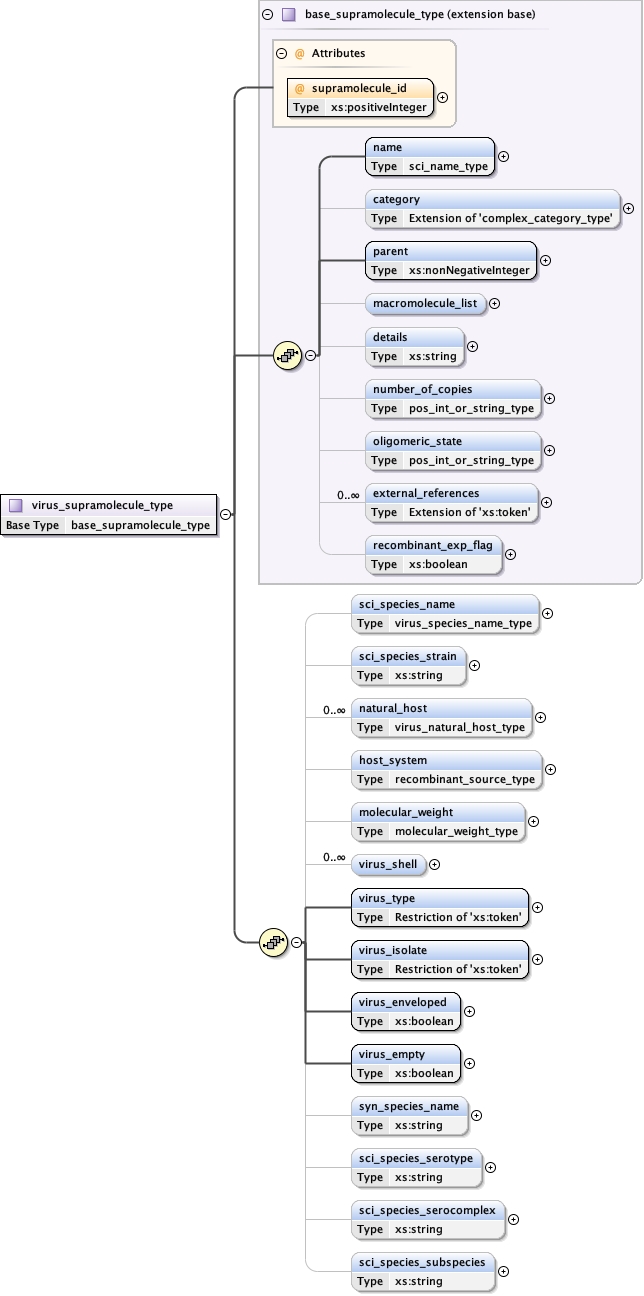 base_supramolecule_type (extension base)
@ Attributes
@ supramolecule_id
Type xs:positiveInteger
name
Type sci_name_type
category
Type Extension of 'complex_category_type'
parent
Type xs:nonNegativeInteger
macromolecule_list
details
Type xs:string
number_of_copies
Type pos_int_or_string_type
oligomeric_state
Type pos_int_or_string_type
0..∞ external_references
Type Extension of 'xs:token'
recombinant_exp_flag
Type xs:boolean
virus_supramolecule_type
Base Type base_supramolecule_type
sci_species_name
Type virus_species_name_type
sci_species_strain
Type xs:string
0..∞ natural_host
Type virus_natural_host_type
host_system
Type recombinant_source_type
molecular_weight
Type molecular_weight_type
0..∞ virus_shell
virus_type
Type Restriction of 'xs:token'
virus_isolate
Type Restriction of 'xs:token'
virus_enveloped
Type xs:boolean
virus_empty
Type xs:boolean
syn_species_name
Type xs:string
sci_species_serotype
Type xs:string
sci_species_serocomplex
Type xs:string
sci_species_subspecies
Type xs:string